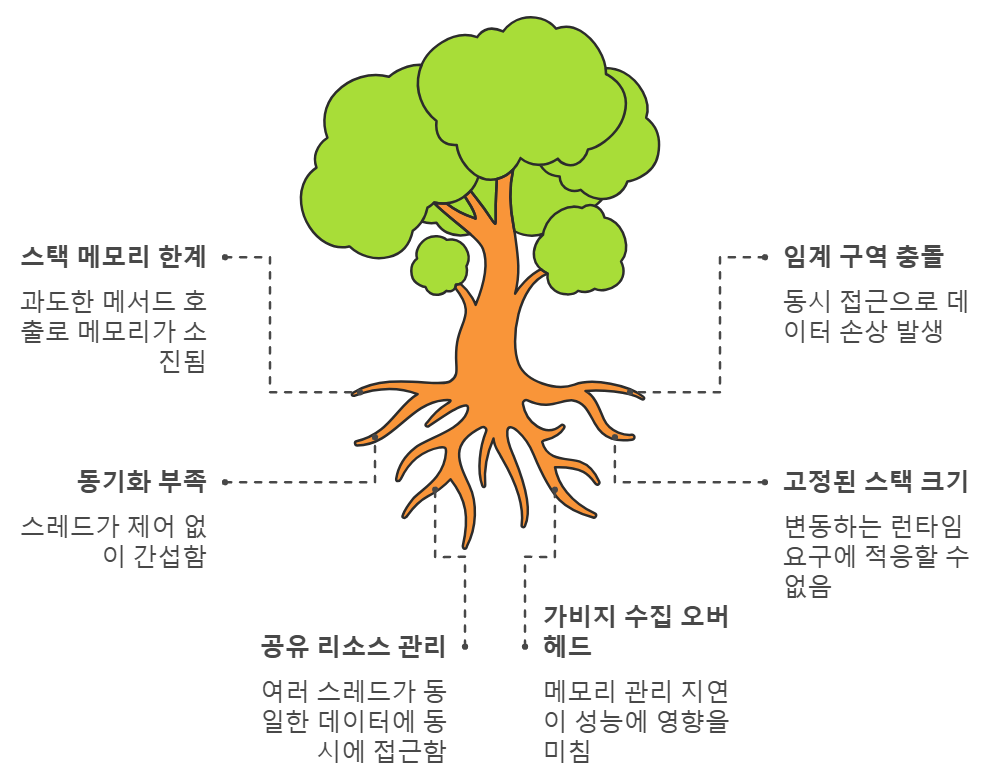 스택 메모리 한계
과도한 메서드 호
출로 메모리가 소
진됨
임계 구역 충돌
동시 접근으로 데
이터 손상 발생
동기화 부족
스레드가 제어 없
이 간섭함
고정된 스택 크기
변동하는 런타임
요구에 적응할 수
없음
공유 리소스 관리
여러 스레드가 동
일한 데이터에 동
시에 접근함
가비지 수집 오버
헤드
메모리 관리 지연
이 성능에 영향을
미침